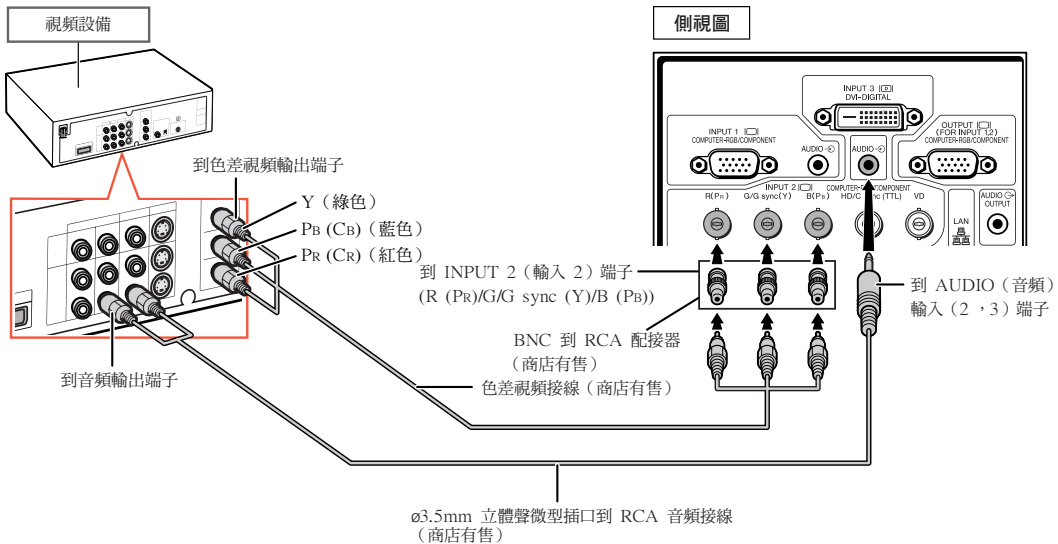 視頻設備
側視圖
INPUT 3
DVI-DIGITAL
INPUT 1
COMPUTER-RGB/COMPONENT
AUDIO
AUDIO
OUTPUT
(FOR INPUT 1,2)
COMPUTER-RGB/COMPONENT
INPUT 2
R(PR)
G/G sync(Y)
B(PB)
VD
LAN
AUDIO
OUTPUT
到色差視頻輸出端子
Y（綠色）
PB (CB)（藍色）
PR (CR)（紅色）
到 INPUT 2（輸入 2）端子
(R (PR)/G/G sync (Y)/B (PB))
到 AUDIO（音頻）
輸入（2，3）端子
BNC 到 RCA 配接器
（商店有售）
到音頻輸出端子
色差視頻接線（商店有售）
ø3.5mm 立體聲微型插口到 RCA 音頻接線
（商店有售）